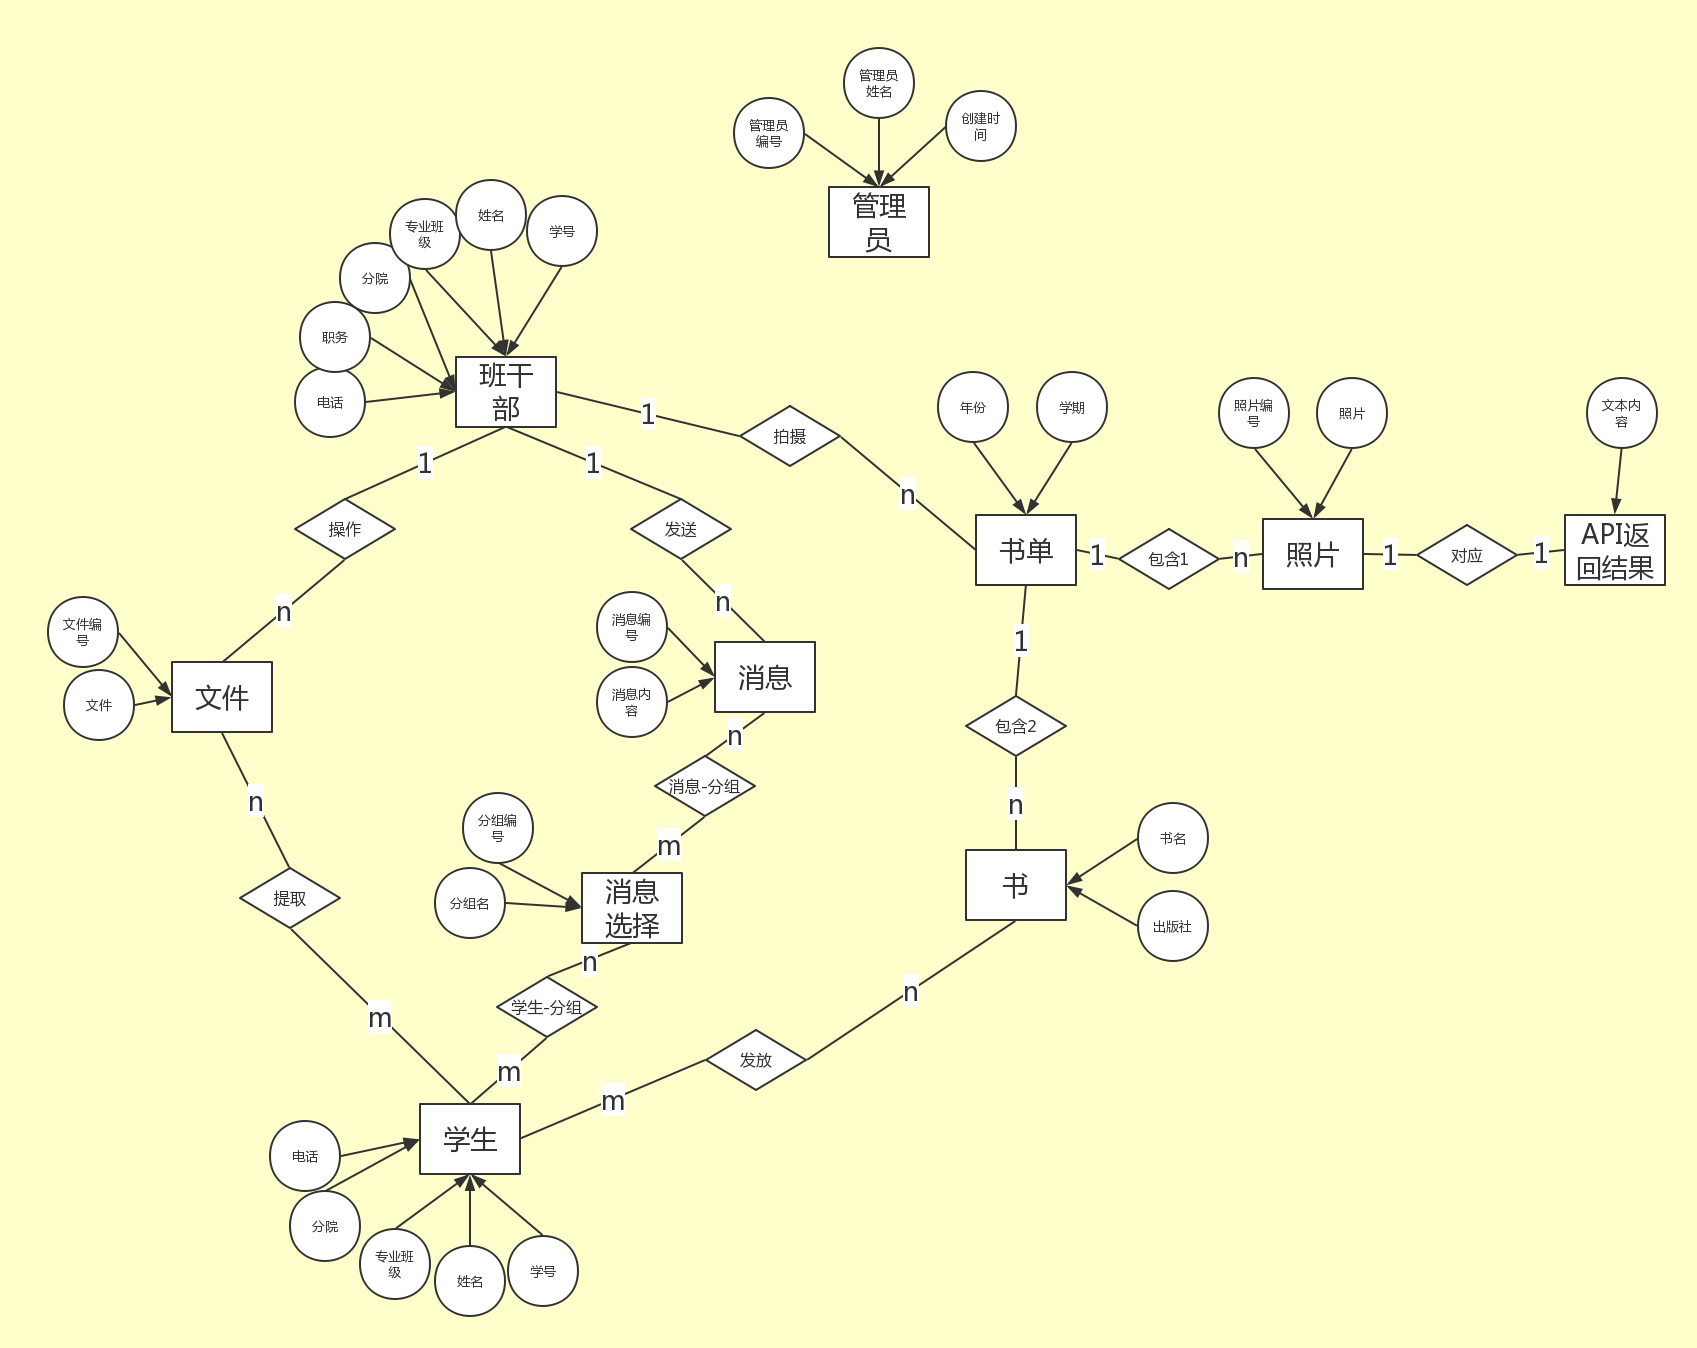 管理员
姓名
管理员
编号
创建时
间
管理
员
专业班
级
姓名
学号
分院
职务
电话
班干
部
1
拍摄
n
1
操作
n
1
发送
n
年份
学期
照片编
号
照片
文本内
容
书单
1
包含1
n
照片
1
对应
1
API返
回结果
文件编
号
文件
文件
消息编
号
消息内
容
消息
1
包含2
n
n
消息-分组
m
n
提取
m
分组编
号
分组名
消息
选择
书
书名
出版社
n
学生-分组
m
n
发放
m
学生
电话
分院
专业班
级
姓名
学号